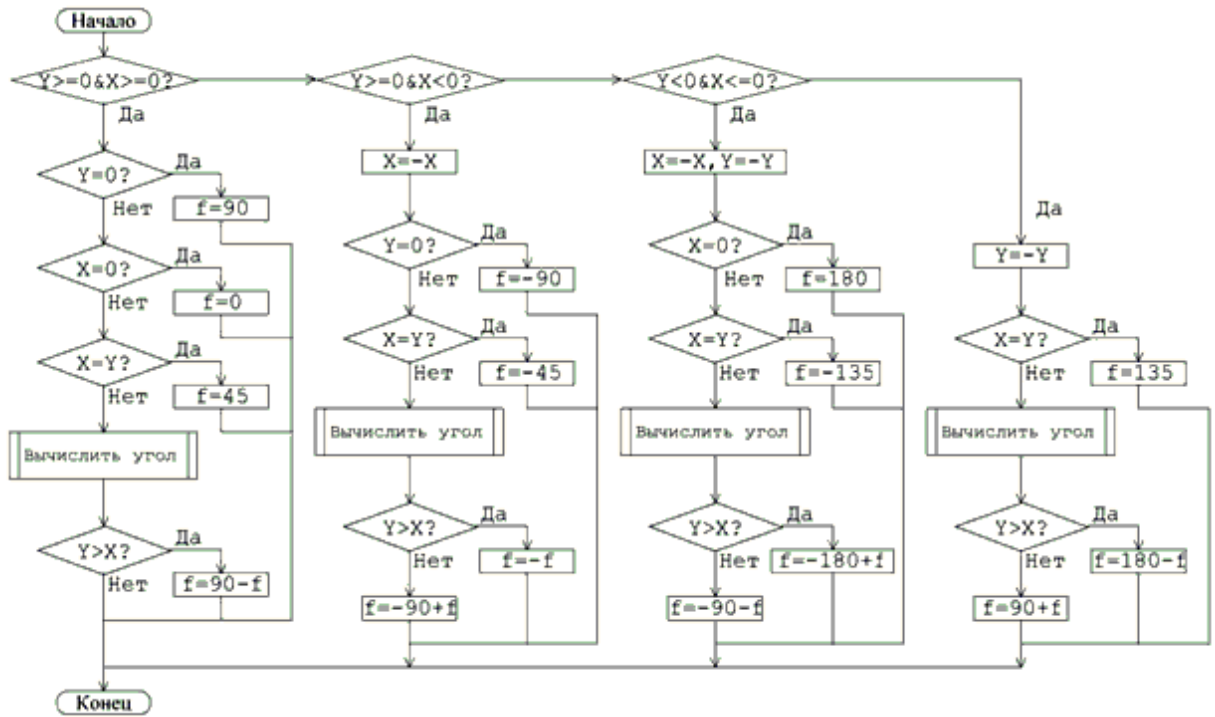 Начало
Y>=0&X>=0?
Y>=0&X<0?
Y<0&X<=0?
Да
Да
Да
Y=0?
Да
X=-X
X=-X,Y=-Y
Нет
f=90
Да
Y=0?
Да
X=0?
Да
Y=-Y
X=0?
Да
Нет
f=-90
Нет
f=180
Нет
f=0
X=Y?
Да
X=Y?
Да
X=Y?
Да
X=Y?
Да
Нет
f=-45
Нет
f=-135
Нет
f=135
Нет
f=45
Вычислить угол
Вычислить угол
Вычислить угол
Вычислить угол
Y>X?
Да
Y>X?
Да
Y>X?
Да
Y>X?
Да
Нет
f=-f
Нет
f=-180+f
Нет
f=180-f
Нет
f=90-f
f=-90+f
f=-90-f
f=90+f
Конец